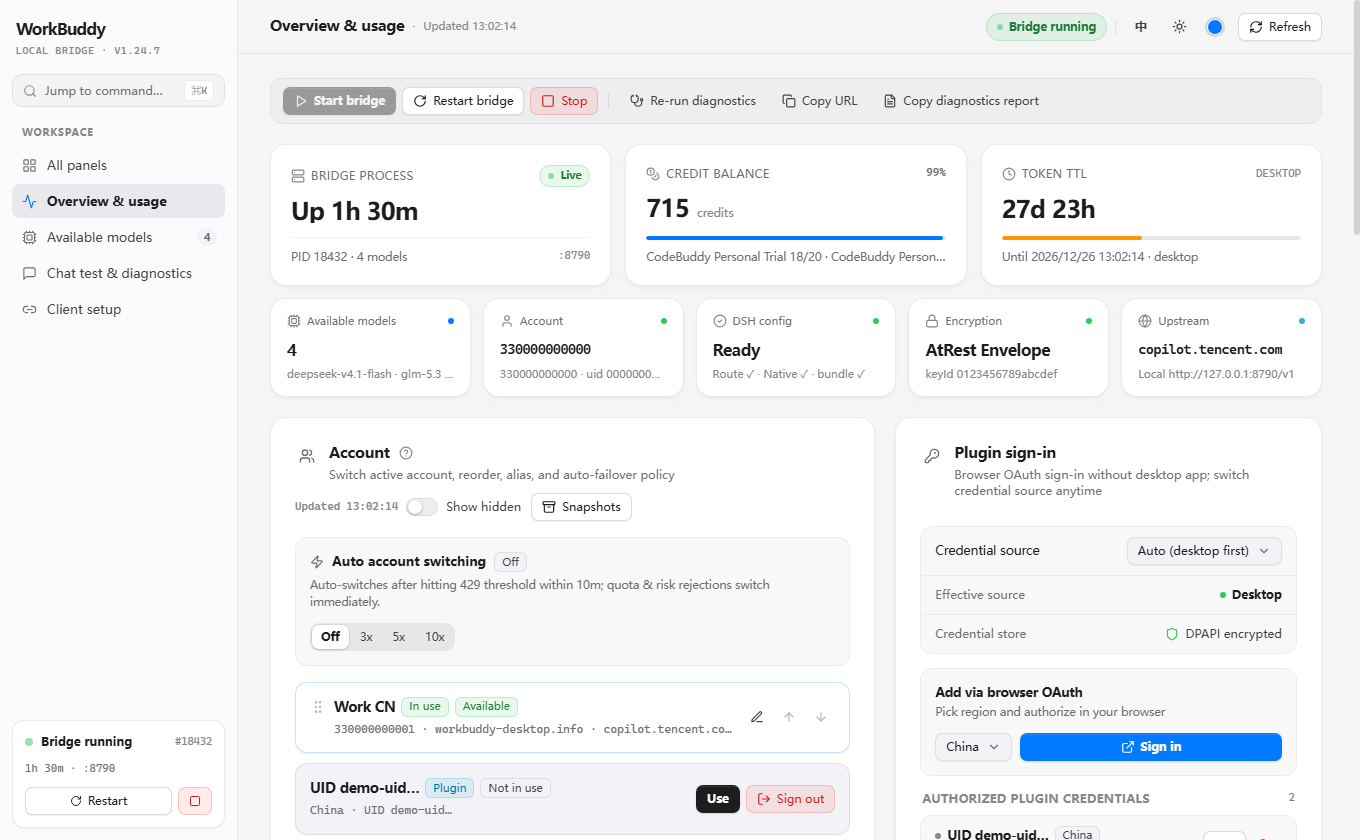 WorkBuddy
LOCAL BRIDGE · V1.24.7
Jump to command... ⌘K
WORKSPACE
All panels
Overview & usage
Available models 4
Chat test & diagnostics
Client setup
Bridge running #18432
1h 30m · :8790
Restart
Overview & usage · Updated 13:02:14
Bridge running 中 Refresh
Start bridge Restart bridge Stop Re-run diagnostics Copy URL Copy diagnostics report
BRIDGE PROCESS Live
Up 1h 30m
PID 18432 · 4 models :8790
CREDIT BALANCE 99%
715 credits
CodeBuddy Personal Trial 18/20 · CodeBuddy Person...
TOKEN TTL DESKTOP
27d 23h
Until 2026/12/26 13:02:14 · desktop
Available models
4
deepseek-v4.1-flash · glm-5.3 ...
Account
330000000000
330000000000 · uid 0000000...
DSH config
Ready
Route ✓ · Native ✓ · bundle ✓
Encryption
AtRest Envelope
keyId 0123456789abcdef
Upstream
copilot.tencent.com
Local http://127.0.0.1:8790/v1
Account
Switch active account, reorder, alias, and auto-failover policy
Updated 13:02:14 Show hidden Snapshots
Auto account switching Off
Auto-switches after hitting 429 threshold within 10m; quota & risk rejections switch
immediately.
Off 3x 5x 10x
Work CN In use Available
330000000001 · workbuddy-desktop.info · copilot.tencent.co...
UID demo-uid... Plugin Not in use
China · UID demo-uid...
Use Sign out
Plugin sign-in
Browser OAuth sign-in without desktop app; switch
credential source anytime
Credential source Auto (desktop first)
Effective source Desktop
Credential store DPAPI encrypted
Add via browser OAuth
Pick region and authorize in your browser
China Sign in
AUTHORIZED PLUGIN CREDENTIALS 2
UID demo-uid... China